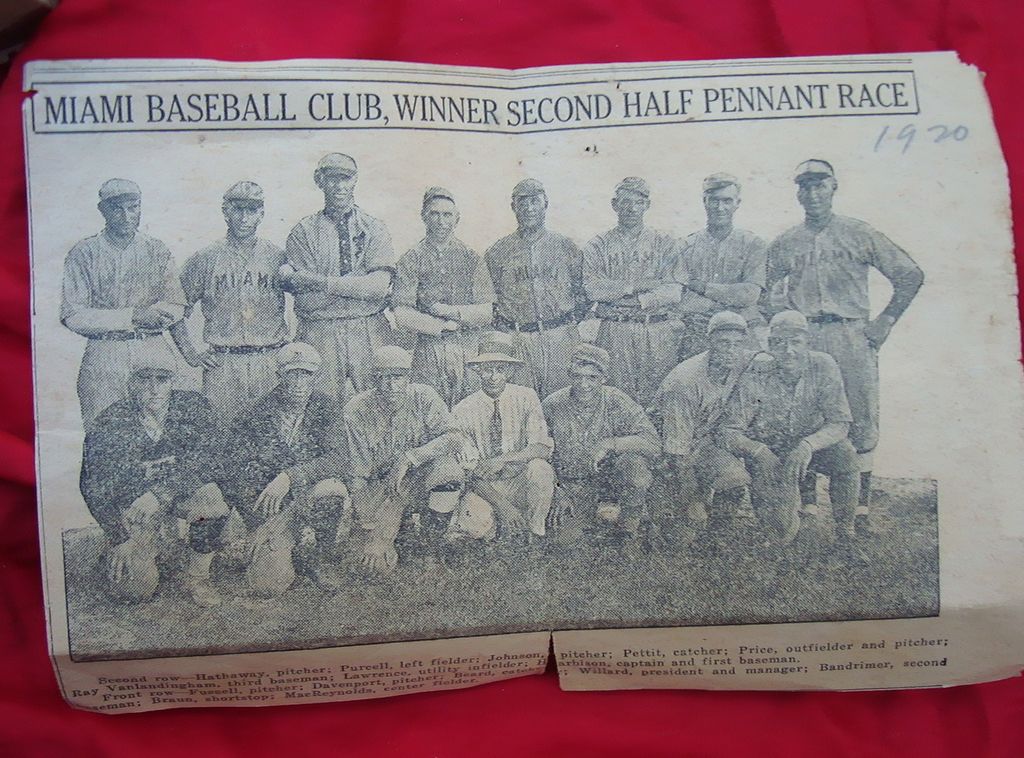 MIAMI BASEBALL CLUB, WINNER SECOND HALF PENNANT RACE
1-9-20
MIAMI
MIAMI
MIAMI
MIAMI
Second row—Hathaway, pitcher; Purcell, left fielder; Johnson, pitcher; Pettit, catcher; Price, outfielder and pitcher;
Ray Vanlandingham, third baseman; Lawrence, utility infielder; Harbison, captain and first baseman.
Front row—Fussell, pitcher; Davenport, pitcher; Beard, catcher; Willard, president and manager; Bandrimer, second
baseman; Braun, shortstop; MacReynolds, center fielder.